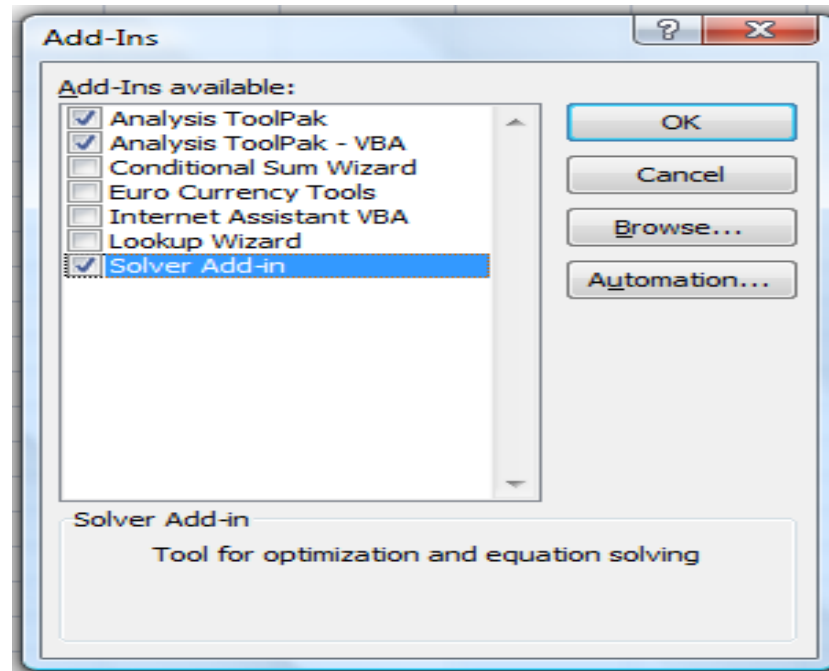 Add-Ins
?
Add-Ins available:
Analysis ToolPak
Analysis ToolPak - VBA
Conditional Sum Wizard
Euro Currency Tools
Internet Assistant VBA
Lookup Wizard
Solver Add-in
OK
Cancel
Browse...
Automation...
Solver Add-in
Tool for optimization and equation solving